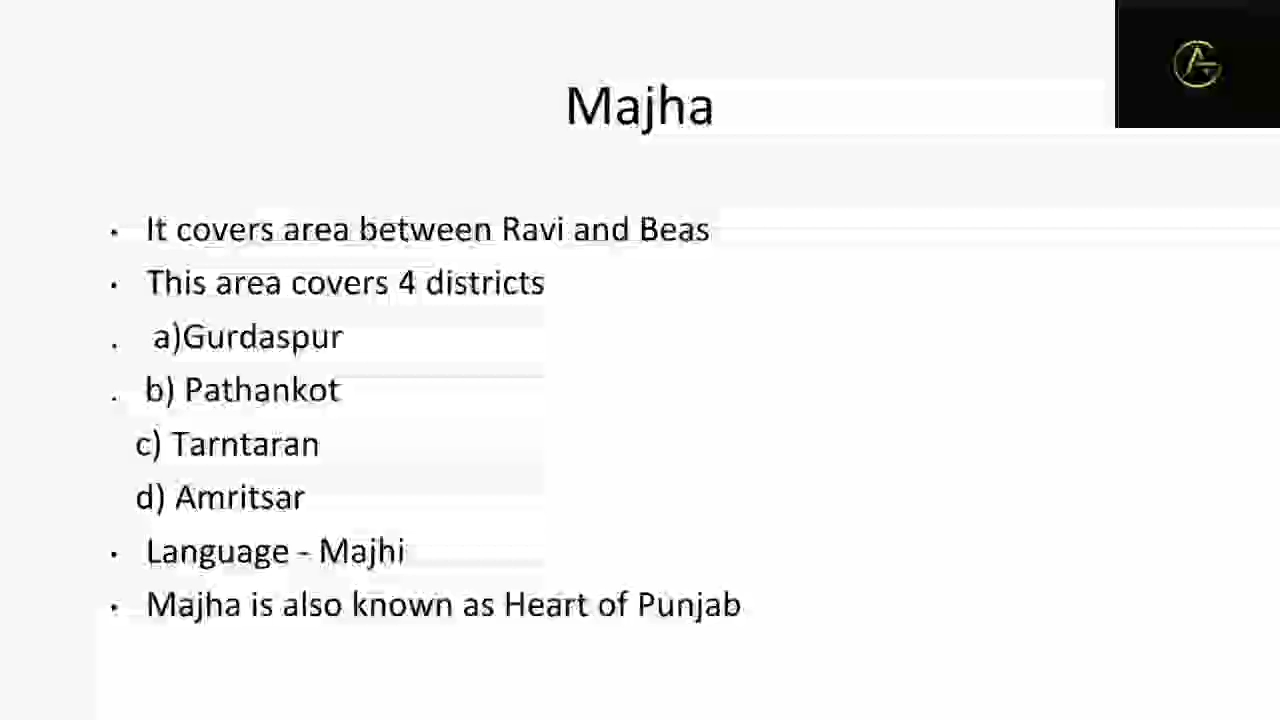 Majha
• It covers area between Ravi and Beas
• This area covers 4 districts
. a)Gurdaspur
. b) Pathankot
c) Tarntaran
d) Amritsar
• Language - Majhi
• Majha is also known as Heart of Punjab